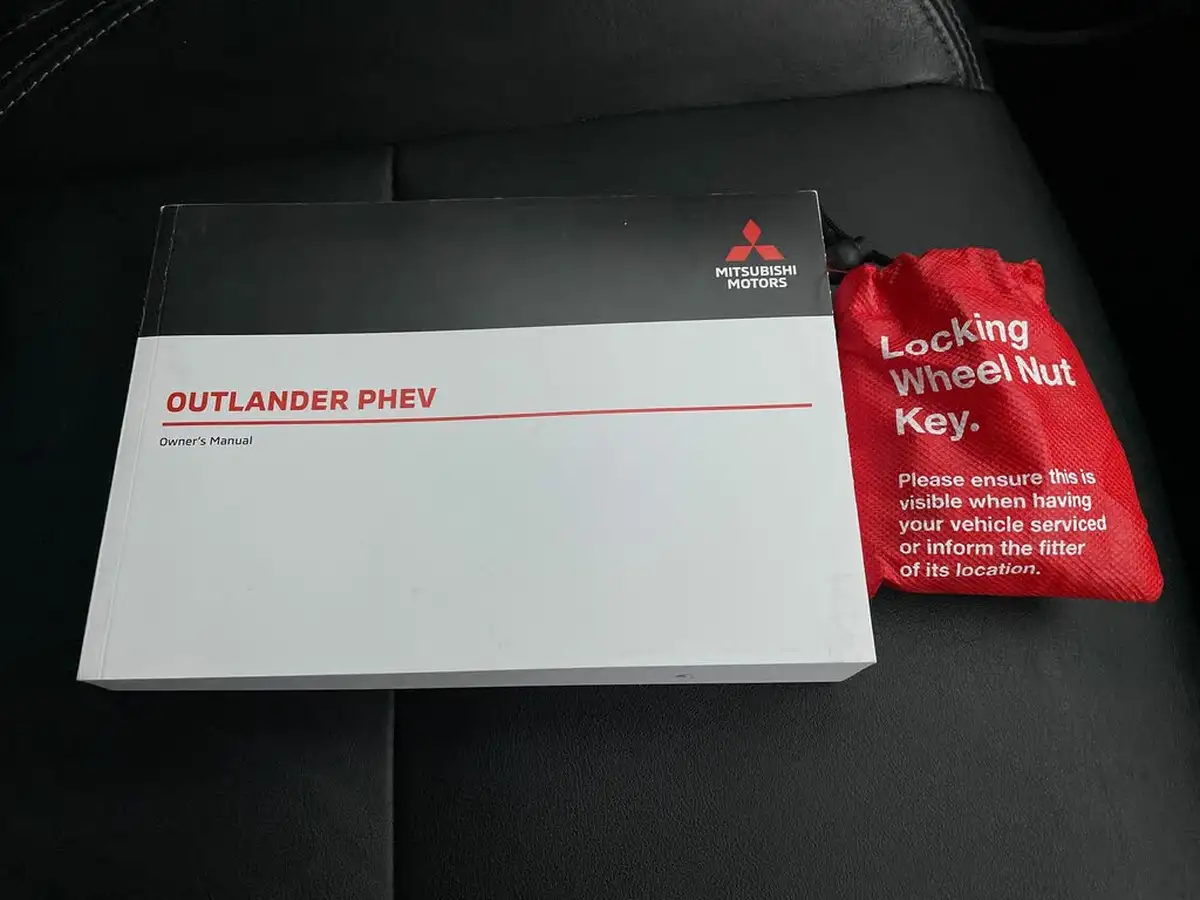 MITSUBISHI
MOTORS
OUTLANDER PHEV
Owner's Manual
Locking
Wheel Nut
Key.
Please ensure this is
visible when having
your vehicle serviced
or inform the fitter
of its location.